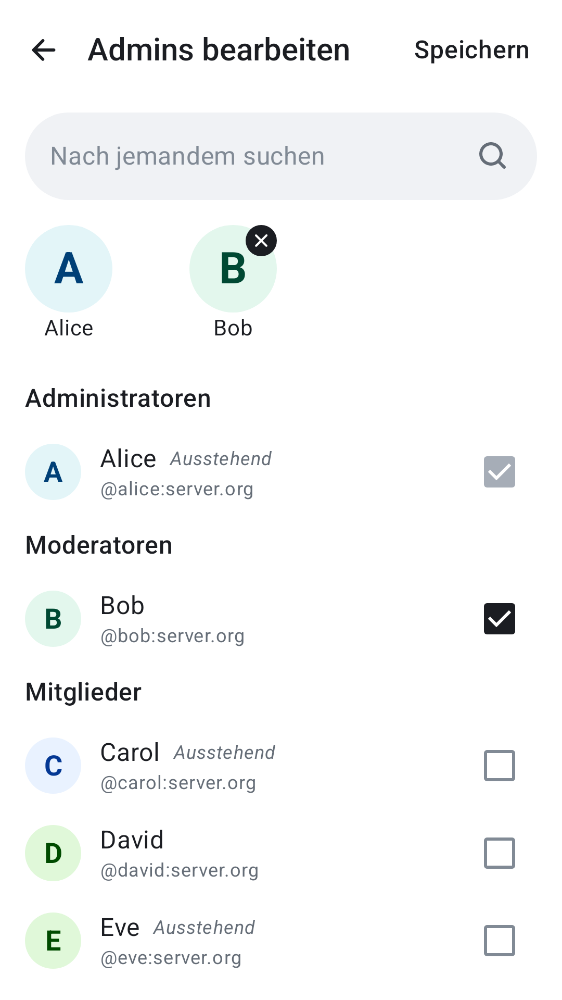 Admins bearbeiten Speichern
Nach jemandem suchen
A B
Alice Bob
Administratoren
A Alice Ausstehend
@alice:server.org
Moderatoren
B Bob
@bob:server.org
Mitglieder
C Carol Ausstehend
@carol:server.org
D David
@david:server.org
E Eve Ausstehend
@eve:server.org